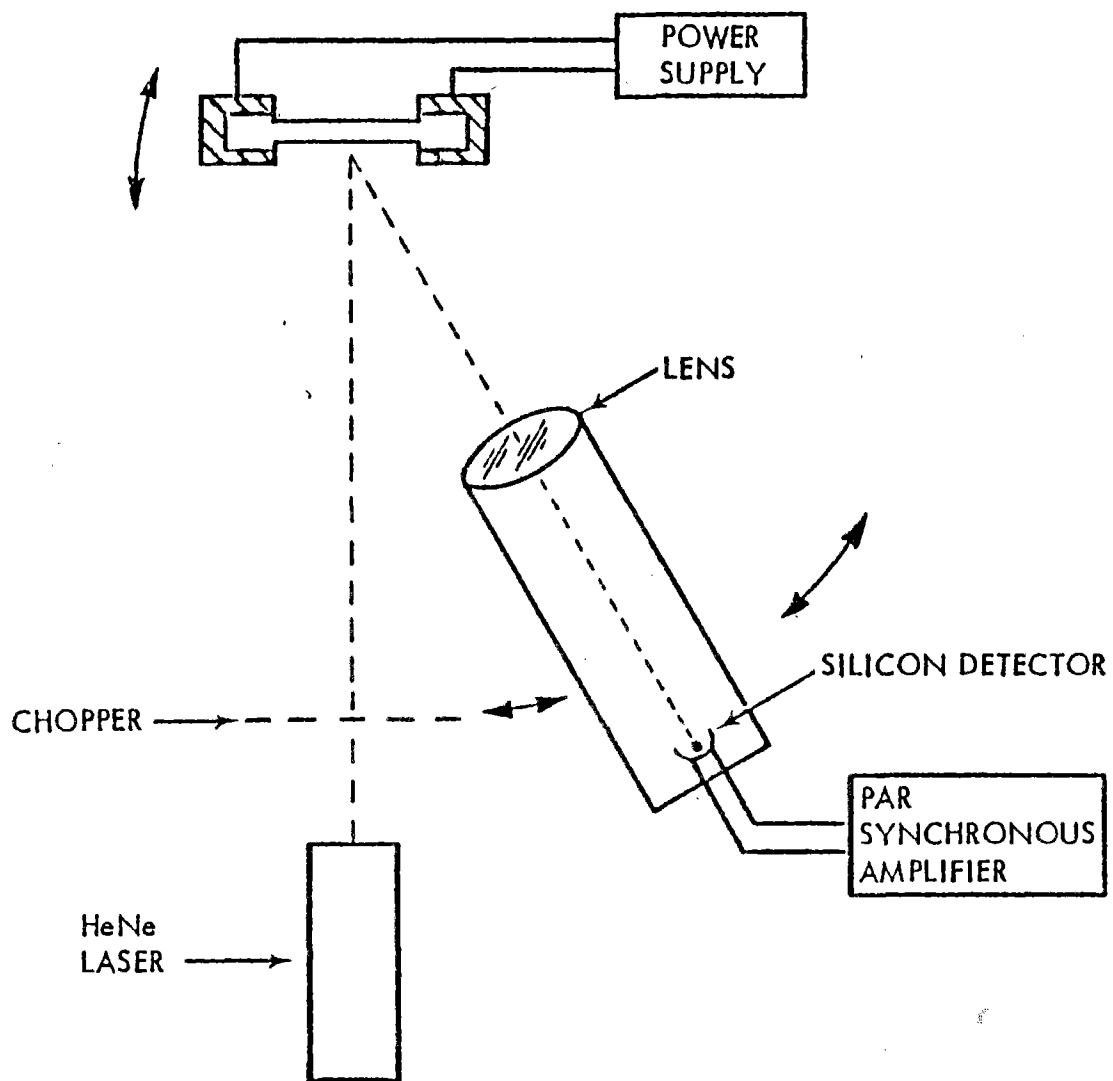 POWER
SUPPLY
LENS
SILICON DETECTOR
CHOPPER
PAR
SYNCHRONOUS
AMPLIFIER
HeNe
LASER